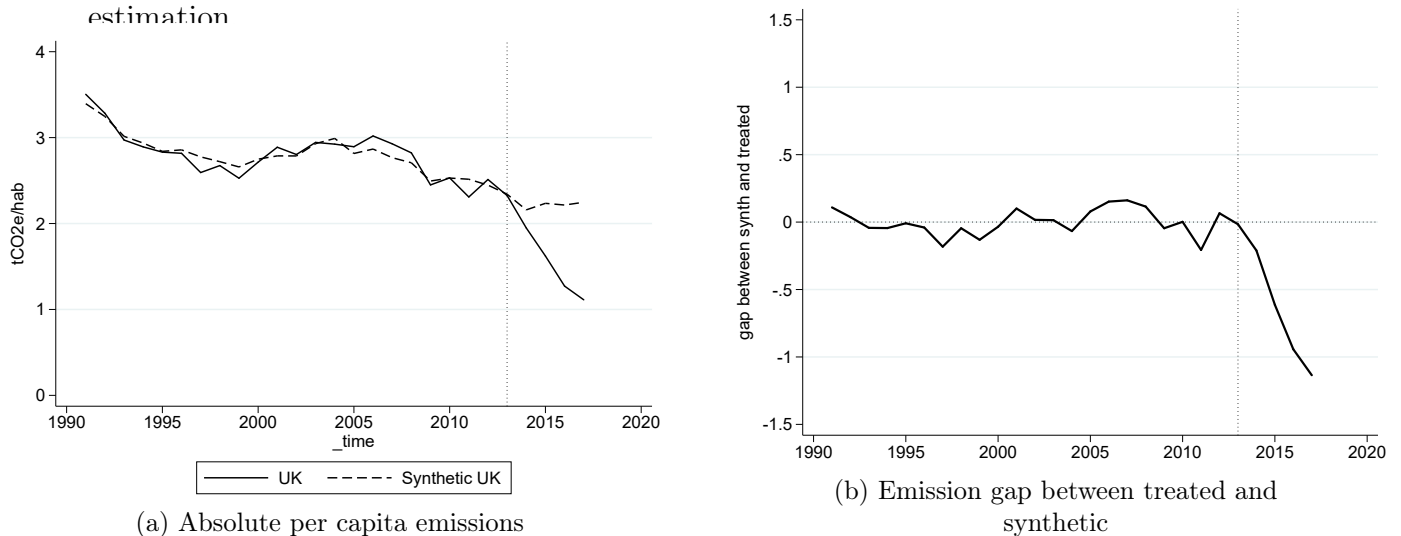 estimation
4
3
2
1
0
tCO2e/hab
1990 1995 2000 2005 2010 2015 2020
_time
UK Synthetic UK
(a) Absolute per capita emissions
1.5
1
.5
0
-.5
-1
-1.5
gap between synth and treated
1990 1995 2000 2005 2010 2015 2020
(b) Emission gap between treated and
synthetic